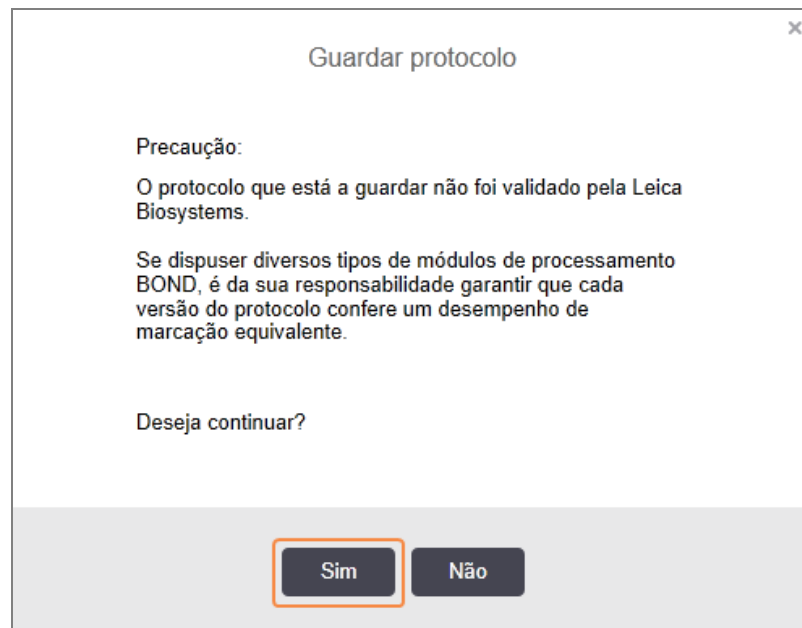 Guardar protocolo
Precaução:
O protocolo que está a guardar não foi validado pela Leica
Biosystems.
Se dispuser diversos tipos de módulos de processamento
BOND, é da sua responsabilidade garantir que cada
versão do protocolo confere um desempenho de
marcação equivalente.
Deseja continuar?
Sim
Não